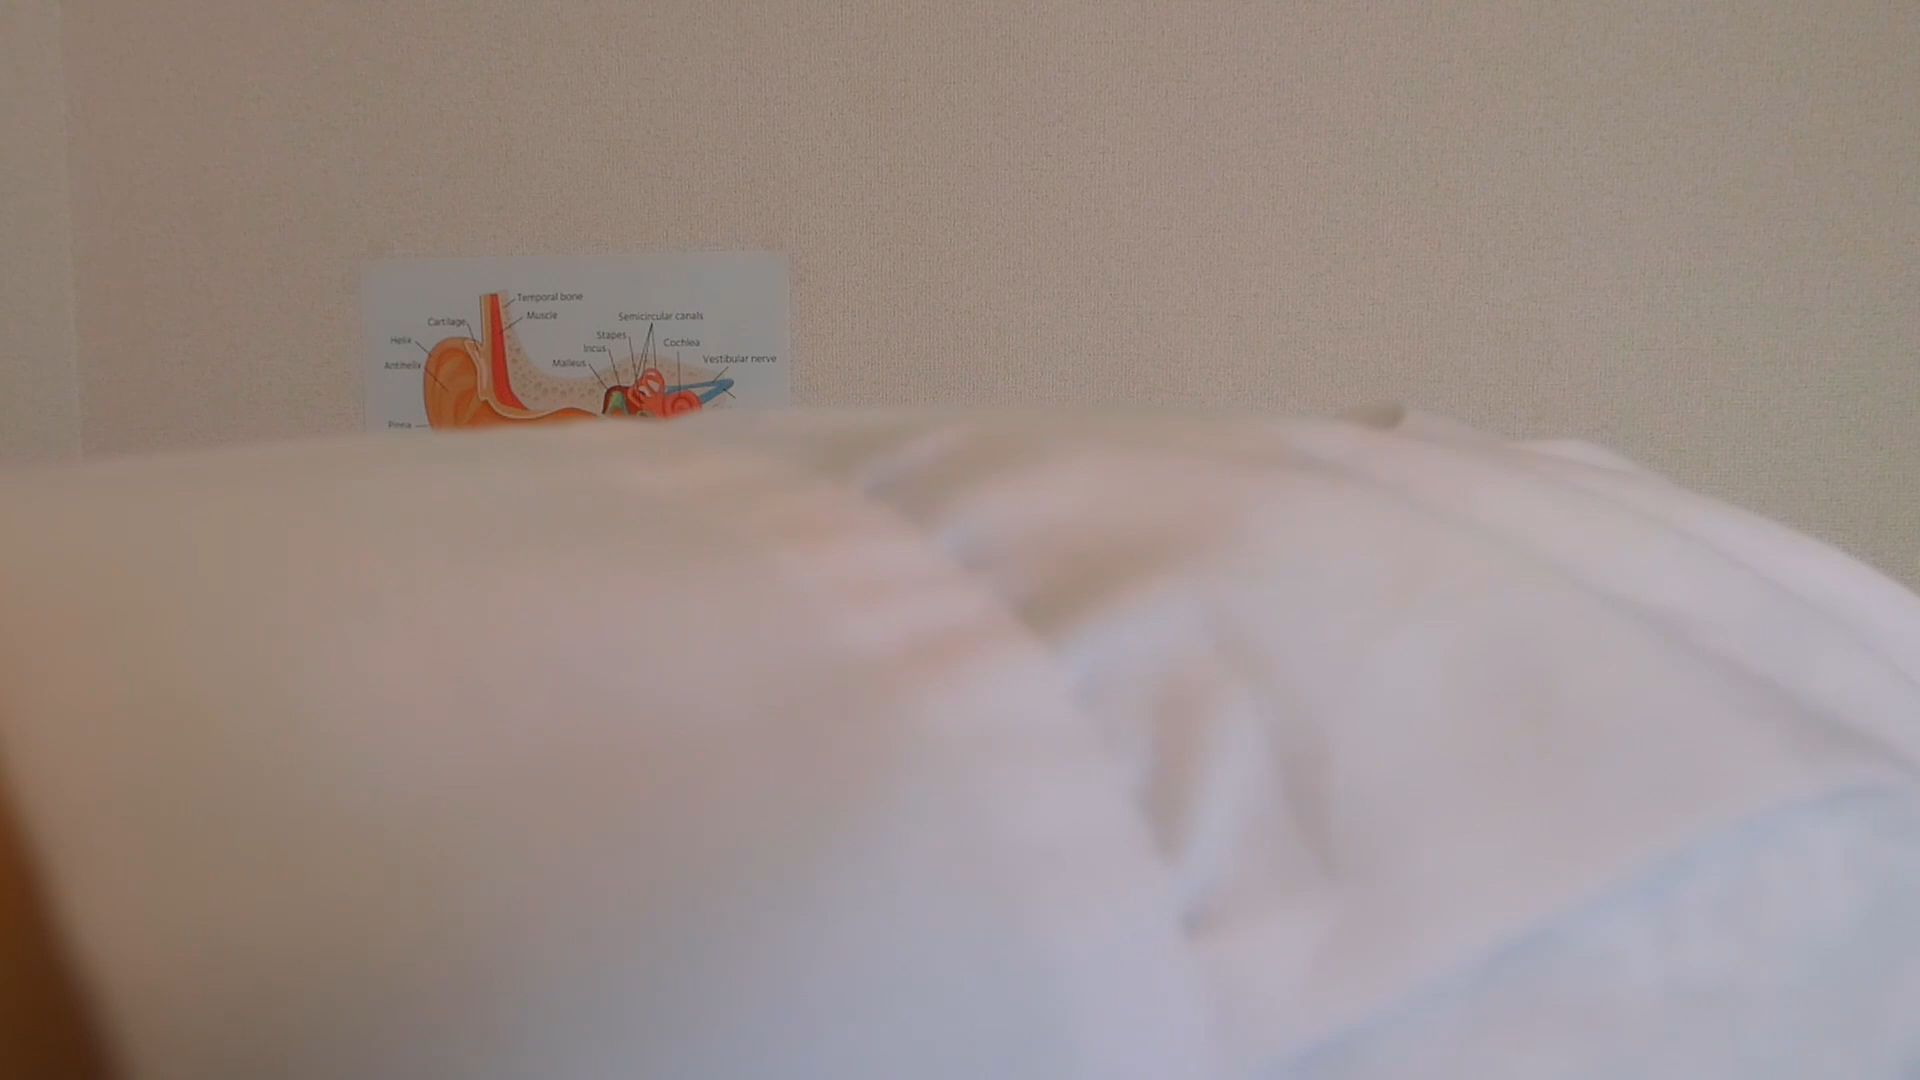 Temporal bone
Muscle
Cartilage
Semicircular canals
Helix
Stapes
Cochlea
Incus
Antihelix
Malleus
Vestibular nerve
Pinna